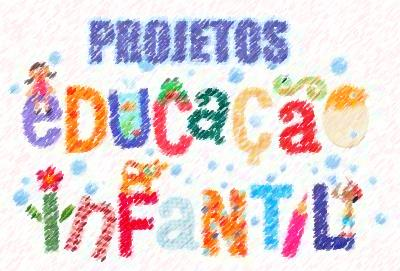 PROJETOS
eDUCaÇão
inFaNTIL